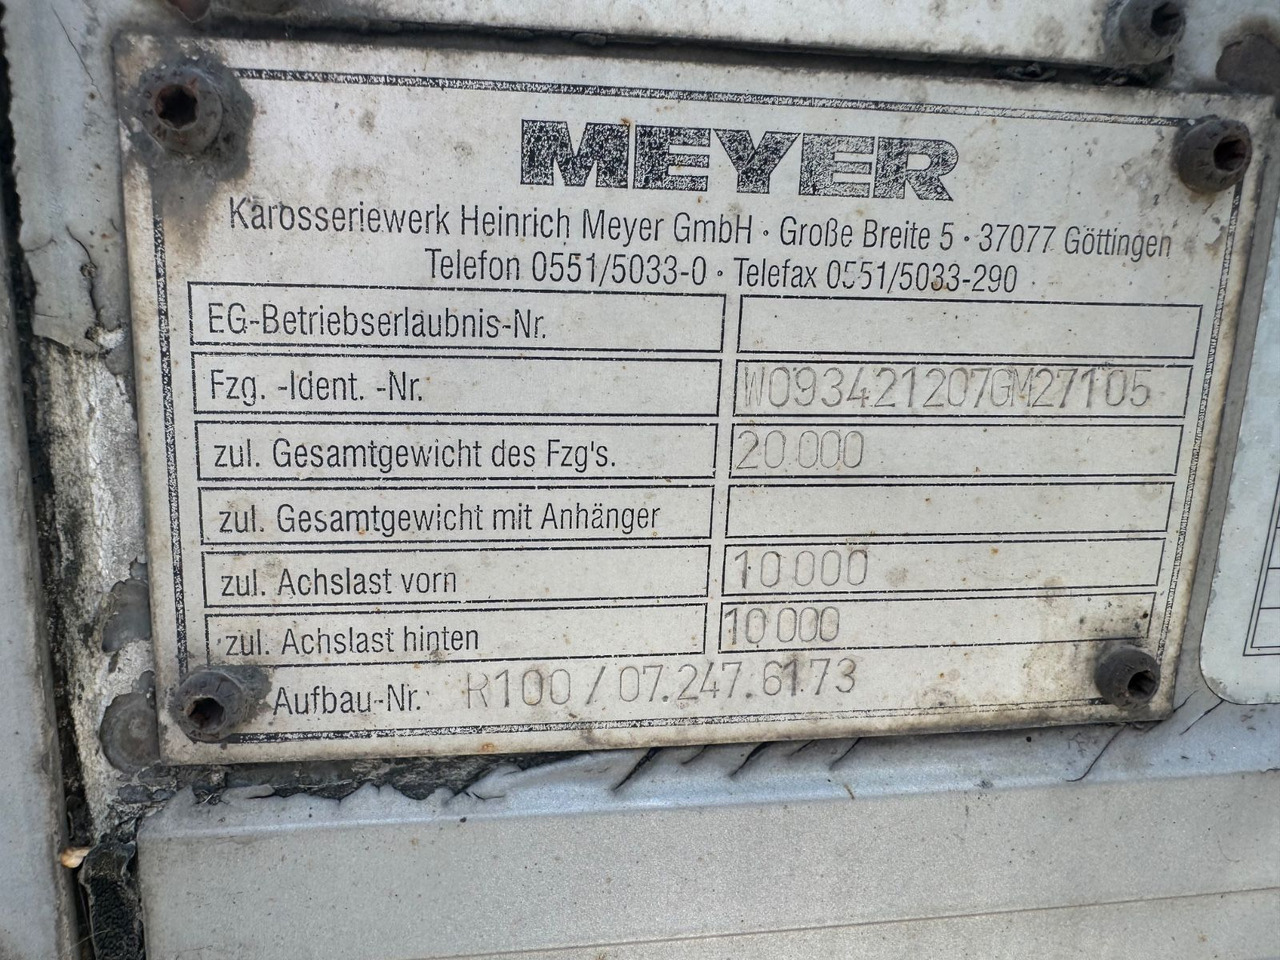 MEYER
Karosseriewerk Heinrich Meyer GmbH · Große Breite 5 · 37077 Göttingen
Telefon 0551/5033-0 · Telefax 0551/5033-290
EG-Betriebserlaubnis-Nr.
Fzg. -Ident. -Nr. W093421207GM27105
zul. Gesamtgewicht des Fzg's. 20.000
zul. Gesamtgewicht mit Anhänger
zul. Achslast vorn 10 000
zul. Achslast hinten 10 000
Aufbau-Nr. R100/07.247.6173